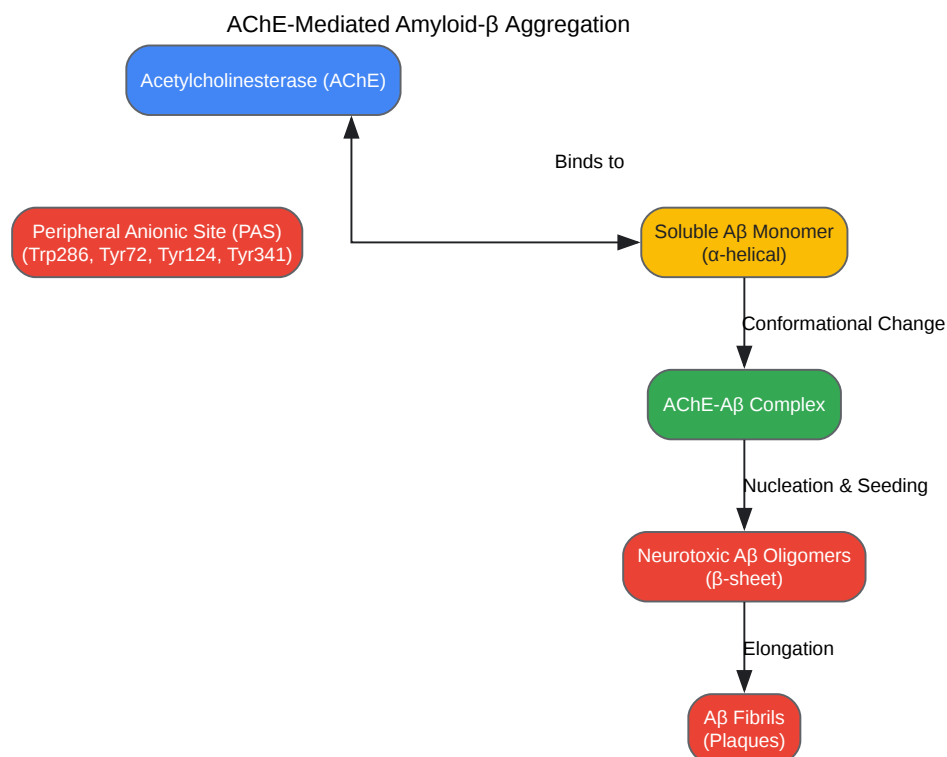 AChE-Mediated Amyloid-β Aggregation
Acetylcholinesterase (AChE)
Binds to
Peripheral Anionic Site (PAS)
(Trp286, Tyr72, Tyr124, Tyr341)
Soluble Aβ Monomer
(α-helical)
Conformational Change
AChE-Aβ Complex
Nucleation & Seeding
Neurotoxic Aβ Oligomers
(β-sheet)
Elongation
Aβ Fibrils
(Plaques)